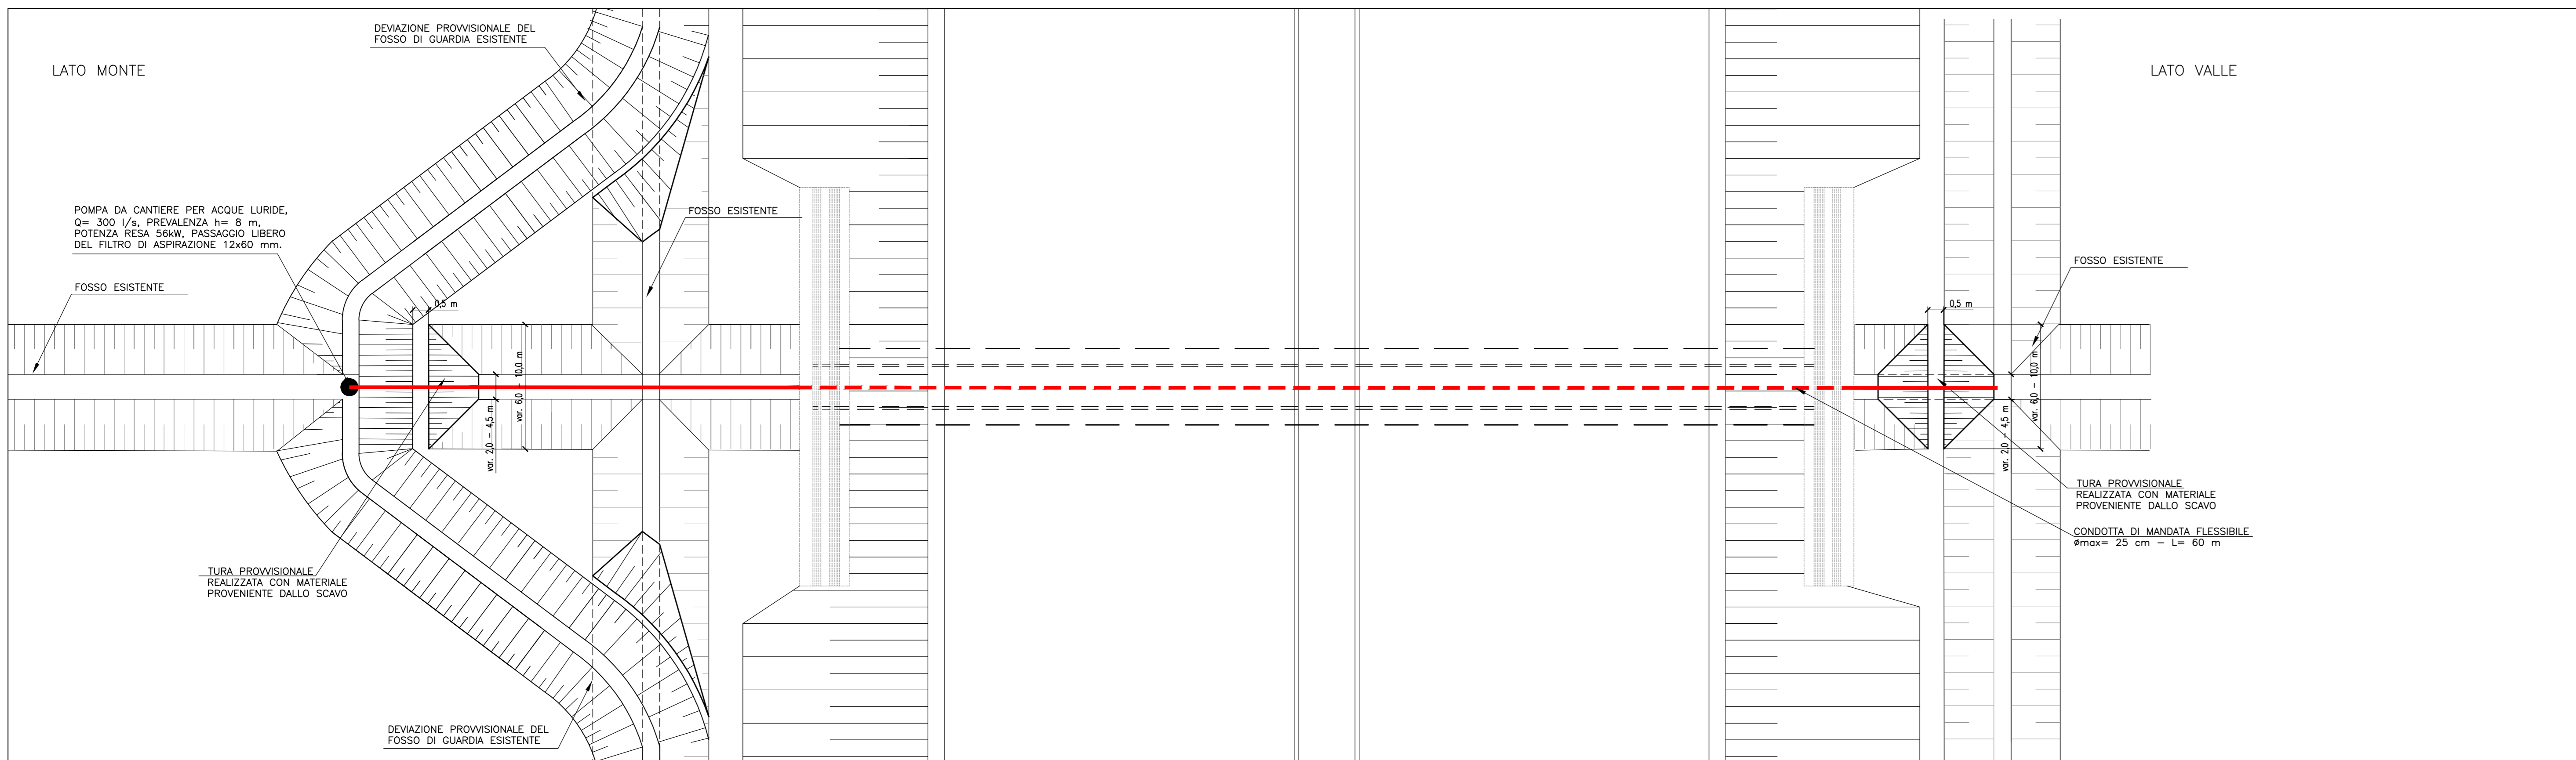 DEVIAZIONE PROVVISIONALE DEL
FOSSO DI GUARDIA ESISTENTE
LATO MONTE
LATO VALLE
POMPA DA CANTIERE PER ACQUE LURIDE,
Q= 300 l/s, PREVALENZA h= 8 m,
POTENZA RESA 56kW, PASSAGGIO LIBERO
DEL FILTRO DI ASPIRAZIONE 12x60 mm.
FOSSO ESISTENTE
FOSSO ESISTENTE
FOSSO ESISTENTE
0,5 m
0,5 m
var. 6,0 - 10,0 m
var. 2,0 - 4,5 m
var. 6,0 - 10,0 m
var. 2,0 - 4,5 m
TURA PROVVISIONALE
REALIZZATA CON MATERIALE
PROVENIENTE DALLO SCAVO
CONDOTTA DI MANDATA FLESSIBILE
Ømax= 25 cm - L= 60 m
TURA PROVVISIONALE
REALIZZATA CON MATERIALE
PROVENIENTE DALLO SCAVO
DEVIAZIONE PROVVISIONALE DEL
FOSSO DI GUARDIA ESISTENTE